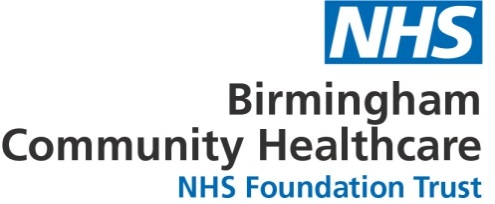 NHS
Birmingham
Community Healthcare
NHS Foundation Trust